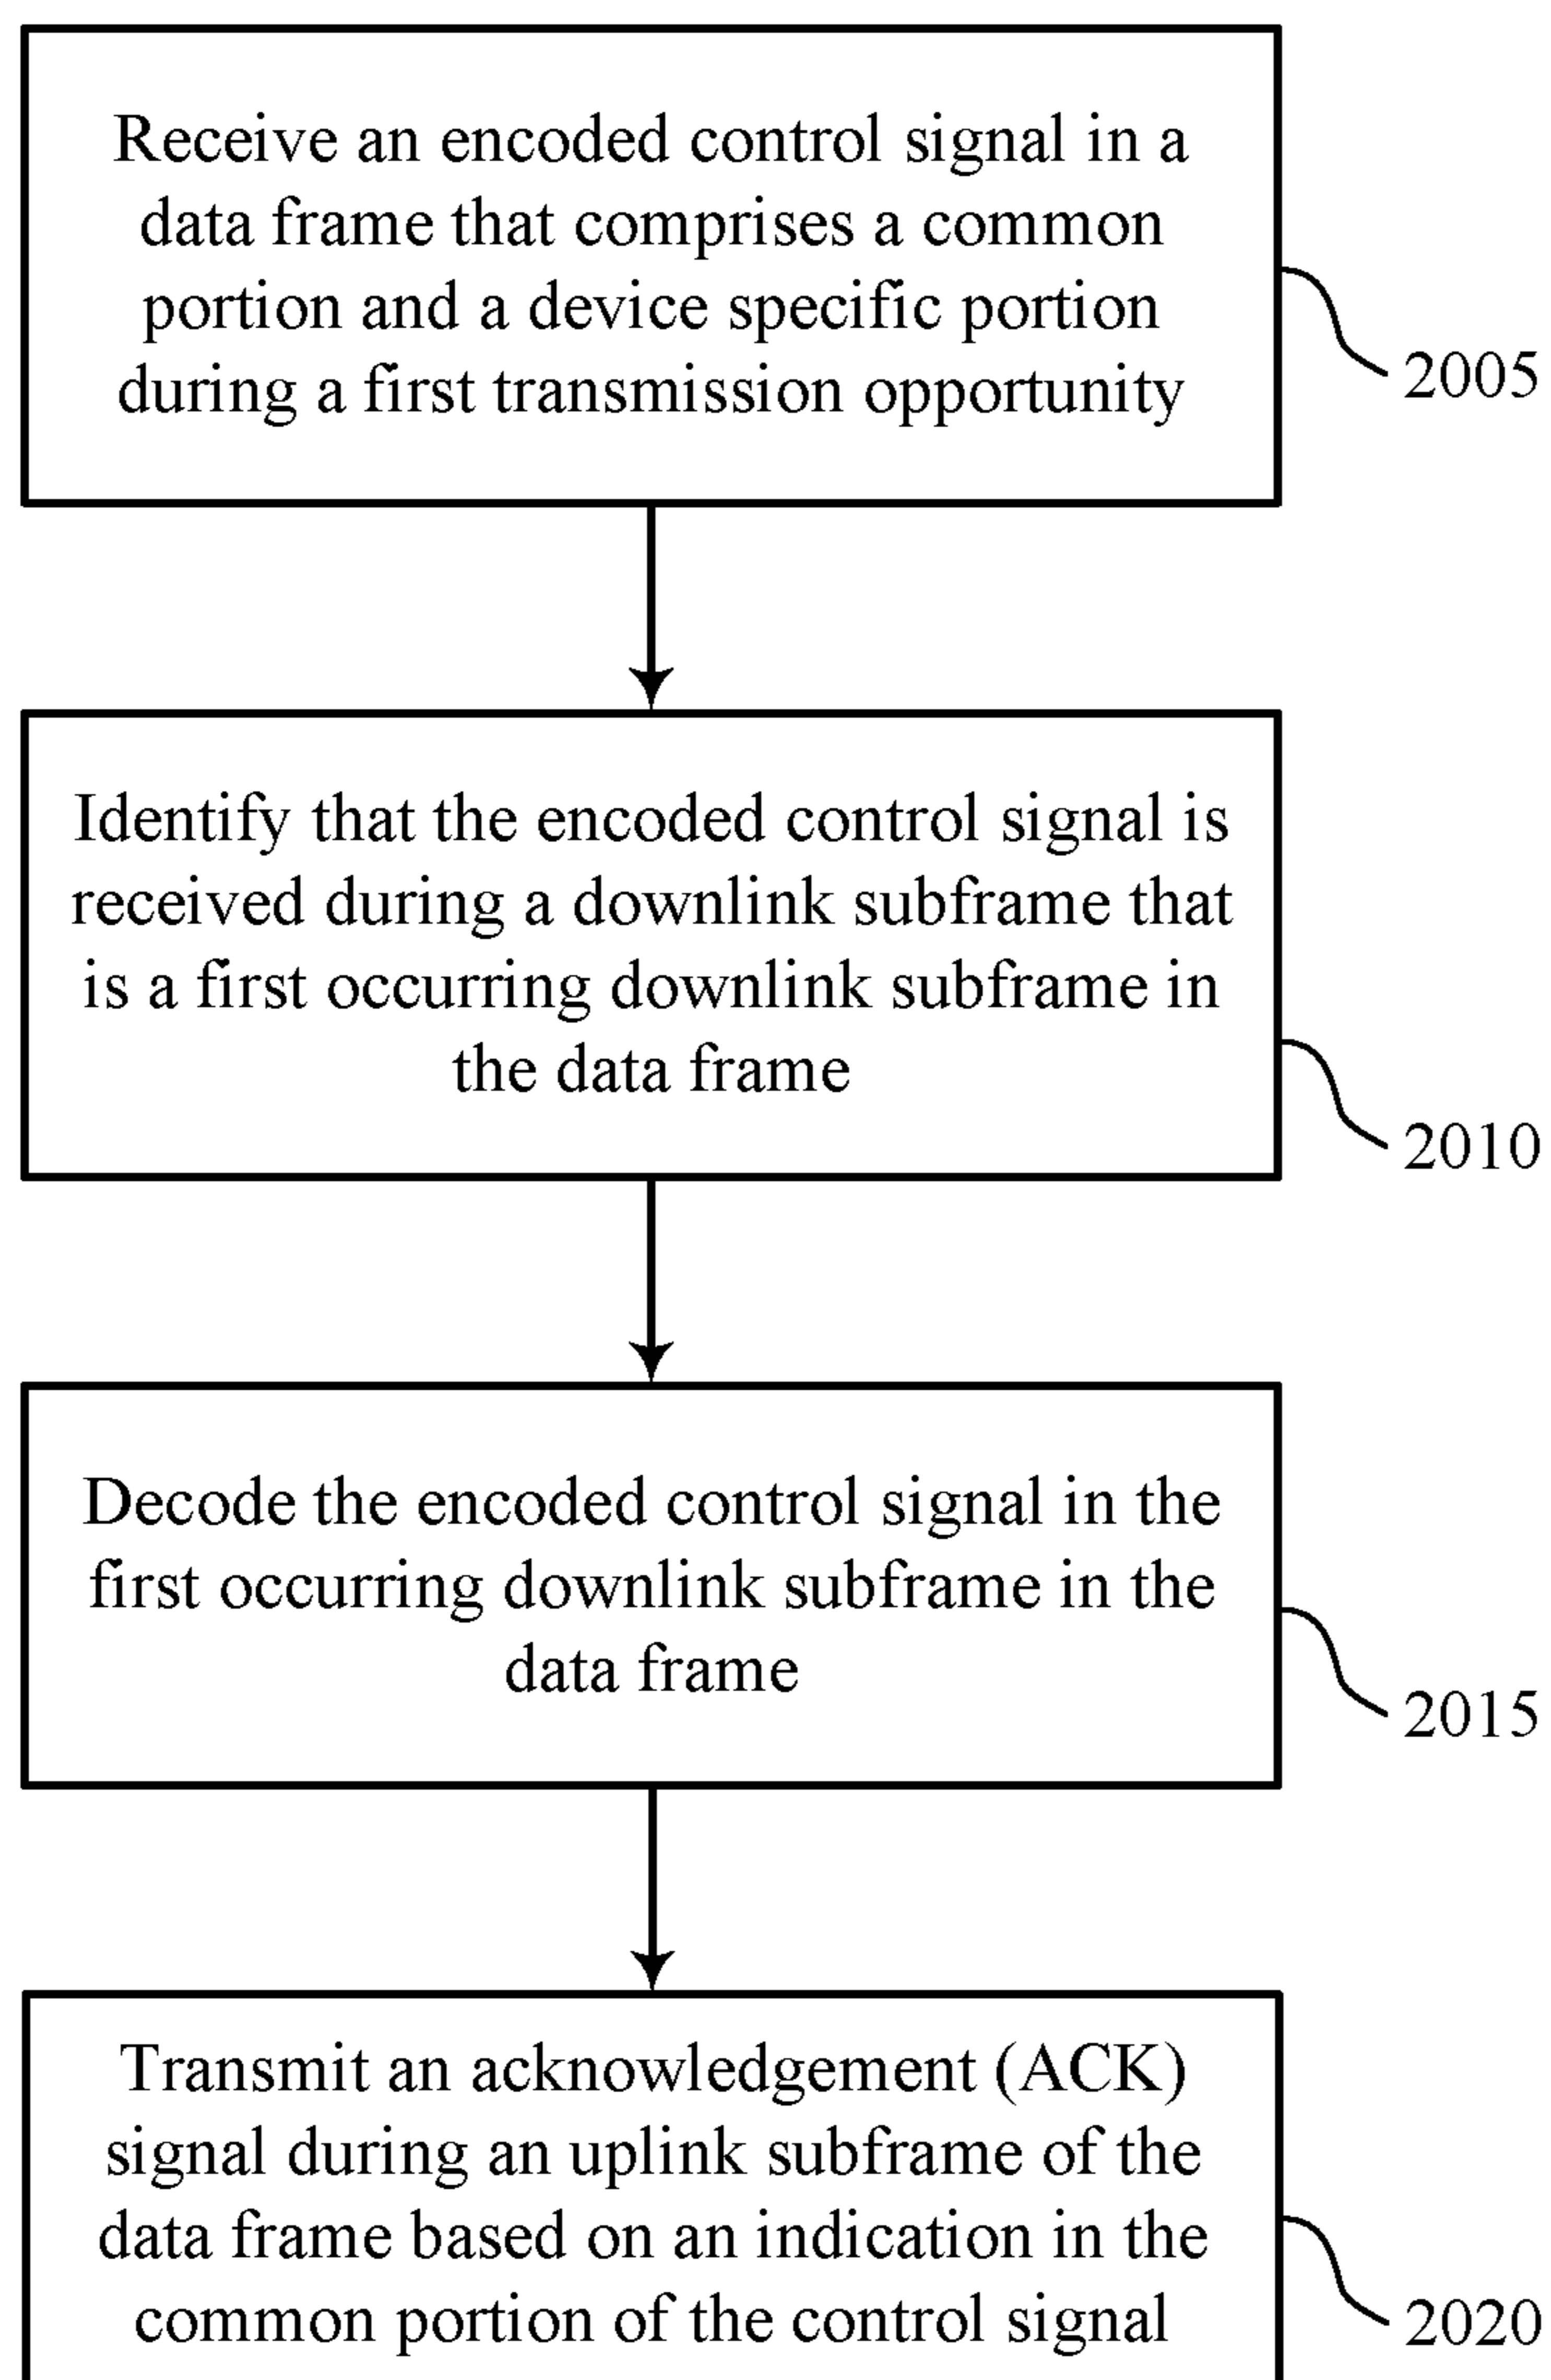 Receive an encoded control signal in a
data frame that comprises a common
portion and a device specific portion
during a first transmission opportunity
2005
Identify that the encoded control signal is
received during a downlink subframe that
is a first occurring downlink subframe in
the data frame
2010
Decode the encoded control signal in the
first occurring downlink subframe in the
data frame
2015
Transmit an acknowledgement (ACK)
signal during an uplink subframe of the
data frame based on an indication in the
common portion of the control signal
2020